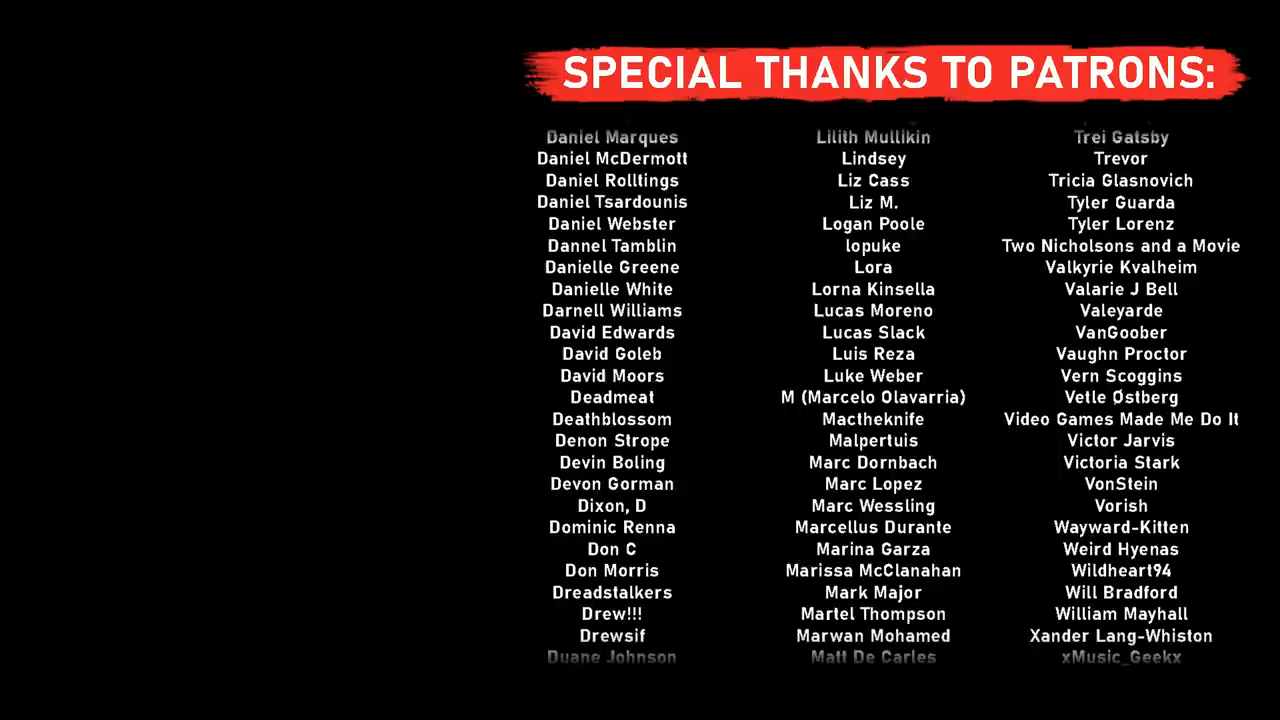 SPECIAL THANKS TO PATRONS:
Daniel Marques
Daniel McDermott
Daniel Rolltings
Daniel Tsardounis
Daniel Webster
Dannel Tamblin
Danielle Greene
Danielle White
Darnell Williams
David Edwards
David Goleb
David Moors
Deadmeat
Deathblossom
Denon Strope
Devin Boling
Devon Gorman
Dixon, D
Dominic Renna
Don C
Don Morris
Dreadstalkers
Drew!!!
Drewsif
Duane Johnson
Lilith Mullikin
Lindsey
Liz Cass
Liz M.
Logan Poole
lopuke
Lora
Lorna Kinsella
Lucas Moreno
Lucas Slack
Luis Reza
Luke Weber
M (Marcelo Olavarria)
Mactheknife
Malpertuis
Marc Dornbach
Marc Lopez
Marc Wessling
Marcellus Durante
Marina Garza
Marissa McClanahan
Mark Major
Martel Thompson
Marwan Mohamed
Matt De Carles
Trei Gatsby
Trevor
Tricia Glasnovich
Tyler Guarda
Tyler Lorenz
Two Nicholsons and a Movie
Valkyrie Kvalheim
Valarie J Bell
Valeyarde
VanGoober
Vaughn Proctor
Vern Scoggins
Vetle Østberg
Video Games Made Me Do It
Victor Jarvis
Victoria Stark
VonStein
Vorish
Wayward-Kitten
Weird Hyenas
Wildheart94
Will Bradford
William Mayhall
Xander Lang-Whiston
xMusic_Geekx